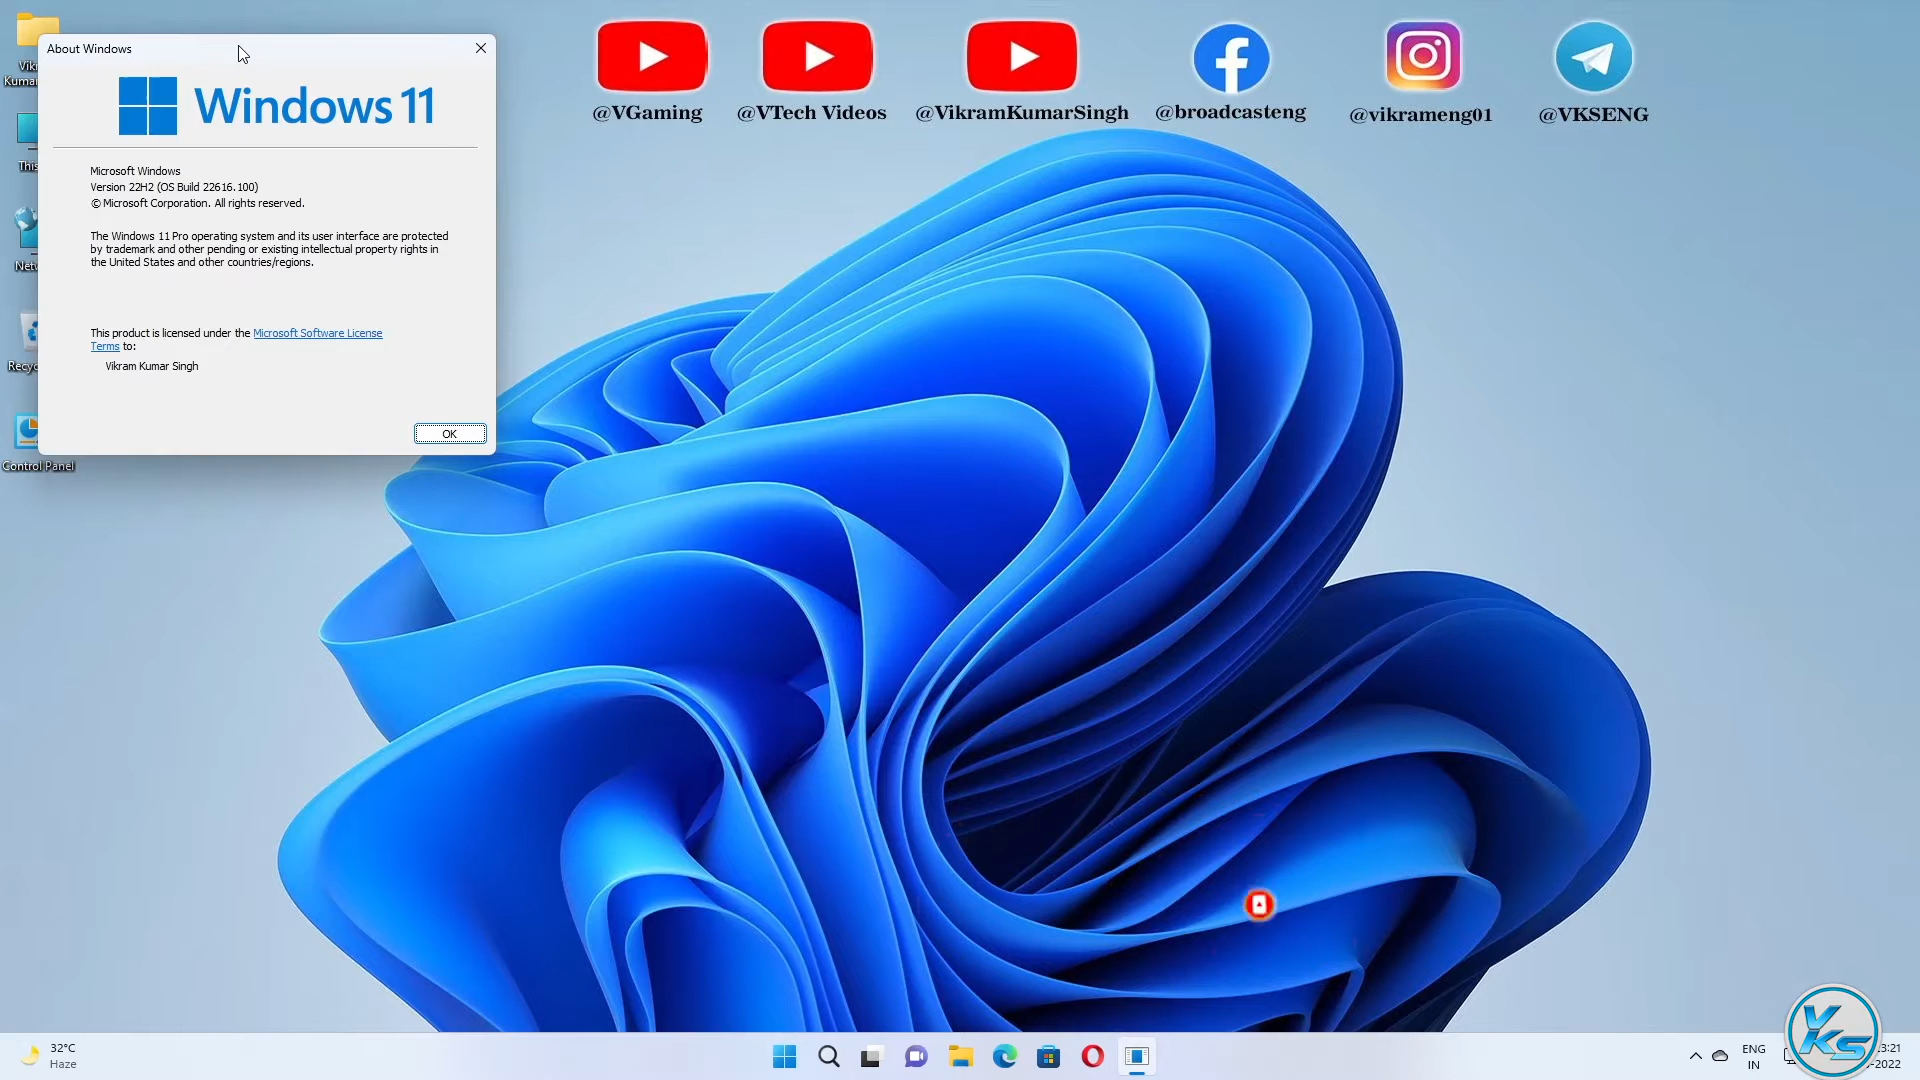 About Windows
Windows 11
Microsoft Windows
Version 22H2 (OS Build 22616.100)
© Microsoft Corporation. All rights reserved.
The Windows 11 Pro operating system and its user interface are protected
by trademark and other pending or existing intellectual property rights in
the United States and other countries/regions.
This product is licensed under the Microsoft Software License
Terms to:
Vikram Kumar Singh
OK
Control Panel
@VGaming
@VTech Videos
@VikramKumarSingh
@broadcasteng
@vikrameng01
@VKSENG
32°C
Haze
ENG
IN
VKS